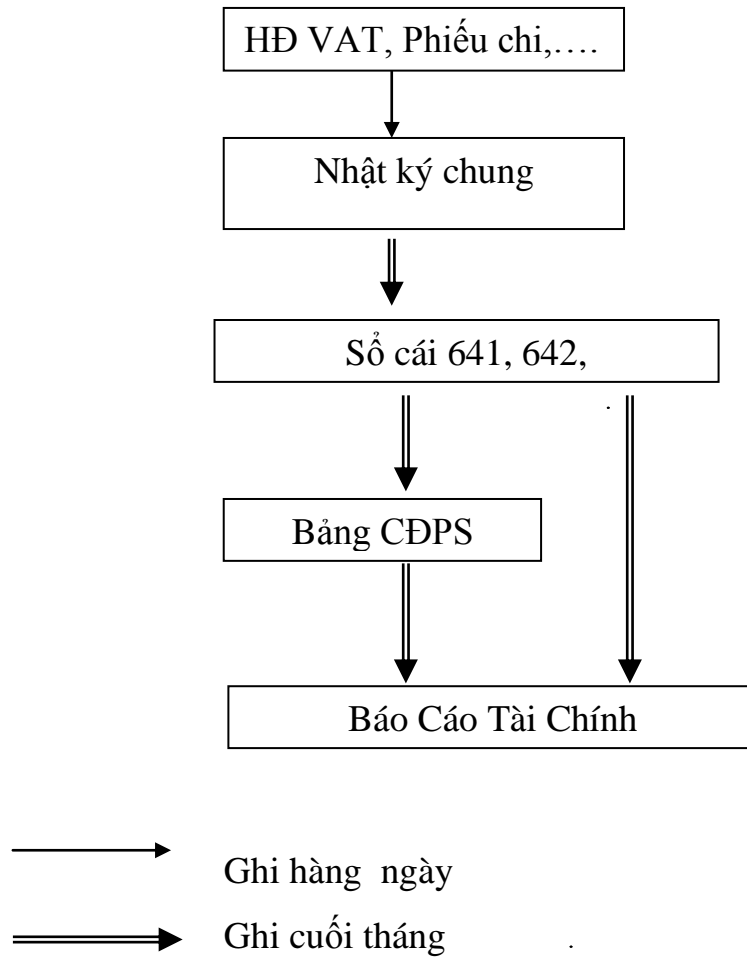 HĐ VAT, Phiếu chi,….
Nhật ký chung
Sổ cái 641, 642,
.
Bảng CĐPS
Báo Cáo Tài Chính
Ghi hàng ngày
Ghi cuối tháng .